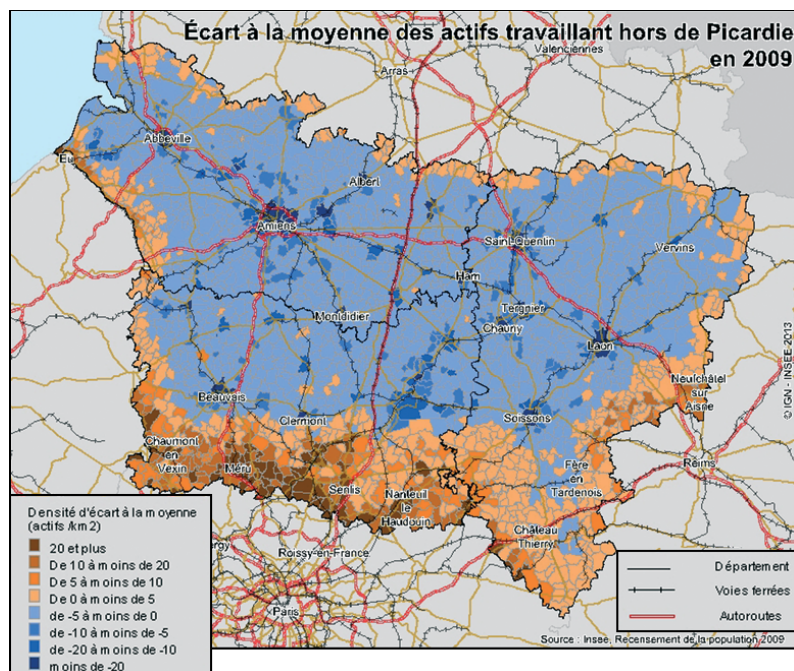 Écart à la moyenne des actifs travaillant hors de Picardie
en 2009
Valenciennes
Arras
Abbeville
Eu
Albert
Amiens
Saint-Quentin
Vervins
Ham
Montdidier
Tergnier
Chauny
Laon
Beauvais
Clermont
Soissons
Neufchâtel
sur
Aisne
Chaumont
en
Vexin
Méru
Senlis
Nanteuil
le
Haudouin
Fère
en
Tardenois
Reims
Château
Thierry
Roissy-en-France
Paris
© IGN - INSEE 2013
Densité d'écart à la moyenne
(actifs /km2)
20 et plus
De 10 à moins de 20
De 5 à moins de 10
De 0 à moins de 5
de -5 à moins de 0
de -10 à moins de -5
de -20 à moins de -10
moins de -20
Département
Voies ferrées
Autoroutes
Source : Insee, Recensement de la population 2009